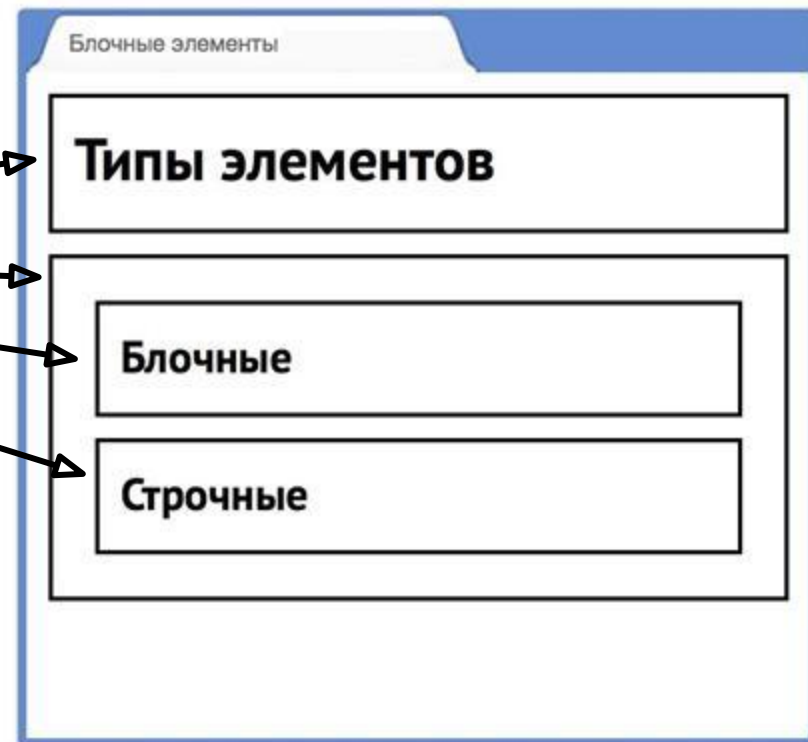 Блочные элементы
Типы элементов
Блочные
Строчные